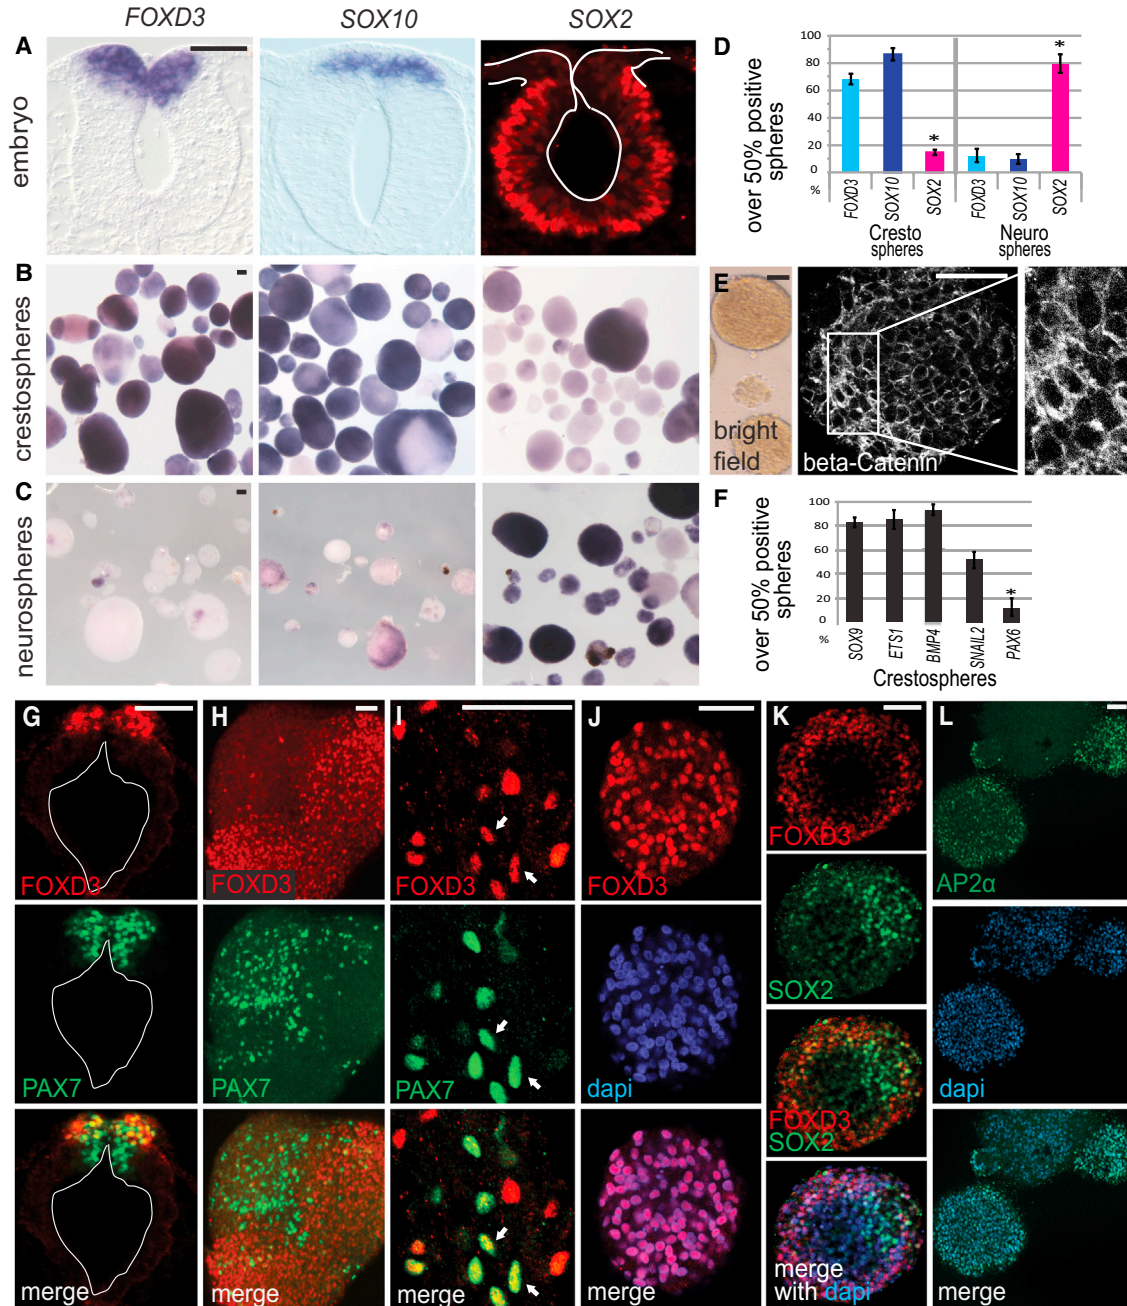 FOXD3 SOX10 SOX2
A
embryo
B
crestospheres
C
neurospheres
D
over 50% positive
spheres
100
80
60
40
20
0
%
FOXD3 SOX10 SOX2 FOXD3 SOX10 SOX2
* *
Cresto
spheres
Neuro
spheres
E
bright
field
beta-Catenin
F
over 50% positive
spheres
100
80
60
40
20
0
%
*
SOX9 ETS1 BMP4 SNAIL2 PAX6
Crestospheres
G
FOXD3
PAX7
merge
H
FOXD3
PAX7
merge
I
FOXD3
PAX7
merge
J
FOXD3
dapi
merge
K
FOXD3
SOX2
FOXD3
SOX2
merge
with dapi
L
AP2α
dapi
merge